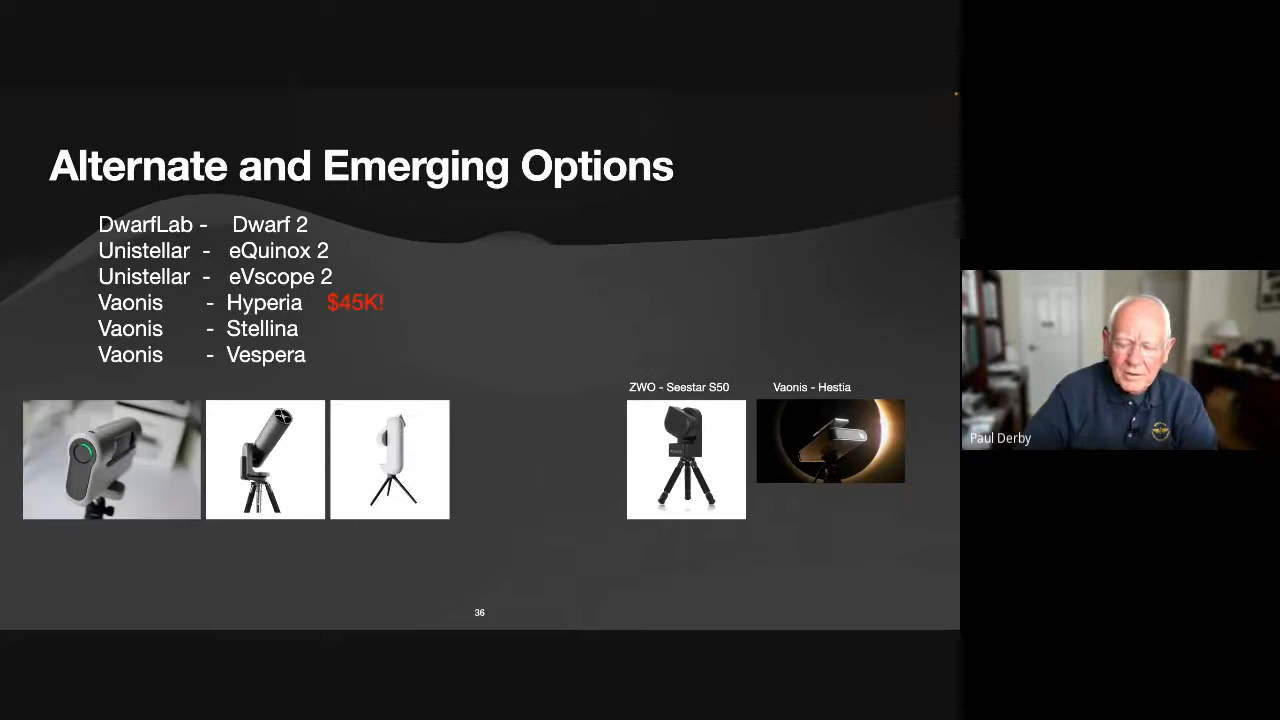 Alternate and Emerging Options
DwarfLab - Dwarf 2
Unistellar - eQuinox 2
Unistellar - eVscope 2
Vaonis - Hyperia $45K!
Vaonis - Stellina
Vaonis - Vespera
ZWO - Seestar S50
Vaonis - Hestia
Paul Derby
36